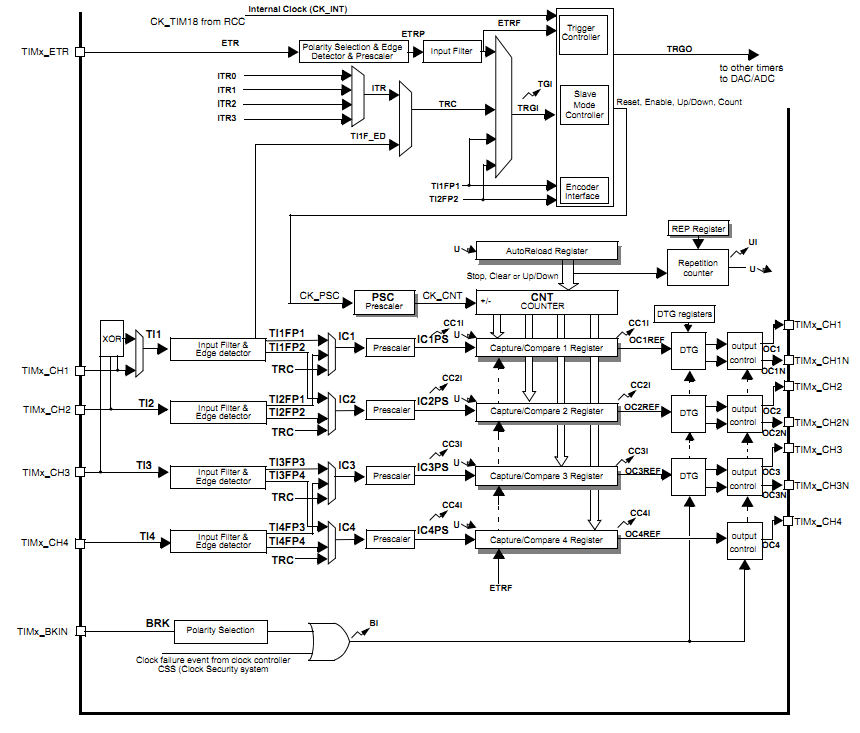 Internal Clock (CK_INT)
CK_TIM18 from RCC
ETRF
TIMx_ETR
ETR
ETRP
Polarity Selection & Edge
Detector & Prescaler
Input Filter
Trigger
Controller
TRGO
to other timers
to DAC/ADC
ITR0
ITR1
ITR2
ITR3
ITR
TRC
TGI
TRGI
Slave
Mode
Controller
Reset, Enable, Up/Down, Count
TI1F_ED
TI1FP1
TI2FP2
Encoder
Interface
REP Register
U
AutoReload Register
Repetition
counter
UI
U
Stop, Clear or Up/Down
CK_PSC
PSC
Prescaler
CK_CNT
+/-
CNT
COUNTER
DTG registers
XOR
TI1
Input Filter &
Edge detector
TI1FP1
TI1FP2
TRC
IC1
Prescaler
CC1I
U
IC1PS
Capture/Compare 1 Register
CC1I
OC1REF
DTG
output
control
OC1
OC1N
TIMx_CH1
TIMx_CH1N
TIMx_CH1
TIMx_CH2
TI2
Input Filter &
Edge detector
TI2FP1
TI2FP2
TRC
IC2
Prescaler
CC2I
U
IC2PS
Capture/Compare 2 Register
CC2I
OC2REF
DTG
output
control
OC2
OC2N
TIMx_CH2
TIMx_CH2N
TIMx_CH3
TI3
Input Filter &
Edge detector
TI3FP3
TI3FP4
TRC
IC3
Prescaler
CC3I
U
IC3PS
Capture/Compare 3 Register
CC3I
OC3REF
DTG
output
control
OC3
OC3N
TIMx_CH3
TIMx_CH3N
TIMx_CH4
TI4
Input Filter &
Edge detector
TI4FP3
TI4FP4
TRC
IC4
Prescaler
CC4I
U
IC4PS
Capture/Compare 4 Register
CC4I
OC4REF
output
control
OC4
TIMx_CH4
ETRF
TIMx_BKIN
BRK
Polarity Selection
BI
Clock failure event from clock controller
CSS (Clock Security system